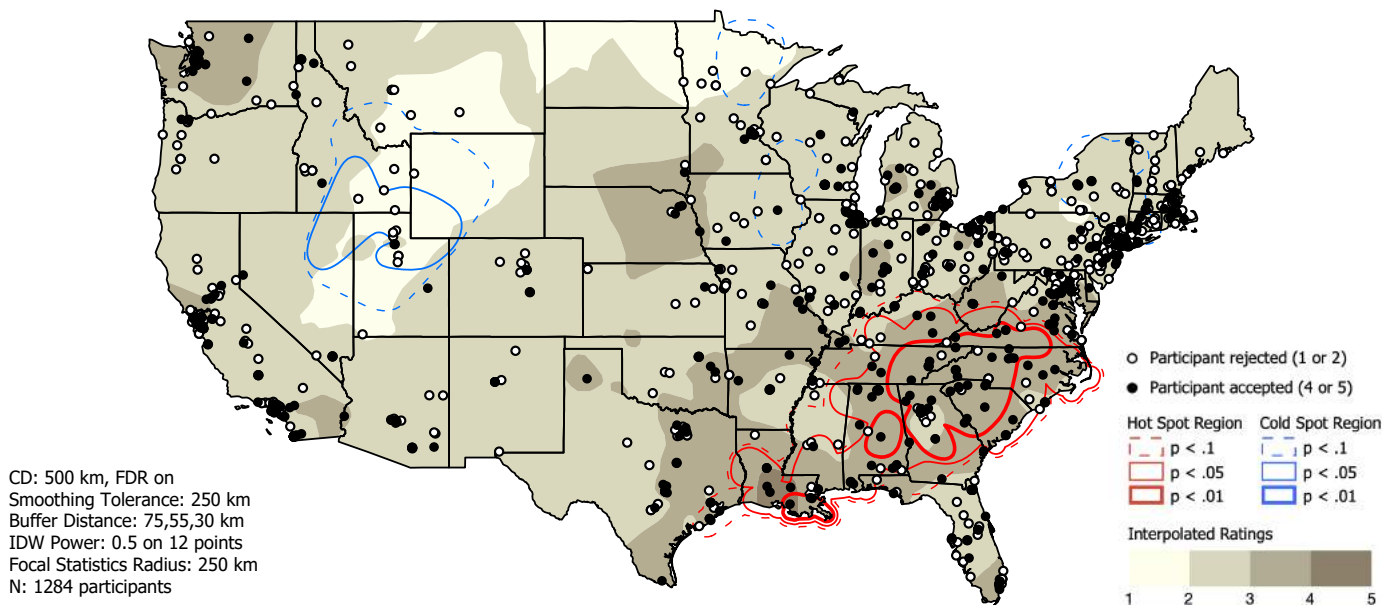 Participant rejected (1 or 2)
Participant accepted (4 or 5)
Hot Spot Region Cold Spot Region
p < .1 p < .1
p < .05 p < .05
p < .01 p < .01
CD: 500 km, FDR on
Smoothing Tolerance: 250 km
Buffer Distance: 75,55,30 km
IDW Power: 0.5 on 12 points
Focal Statistics Radius: 250 km
N: 1284 participants
Interpolated Ratings
1 2 3 4 5